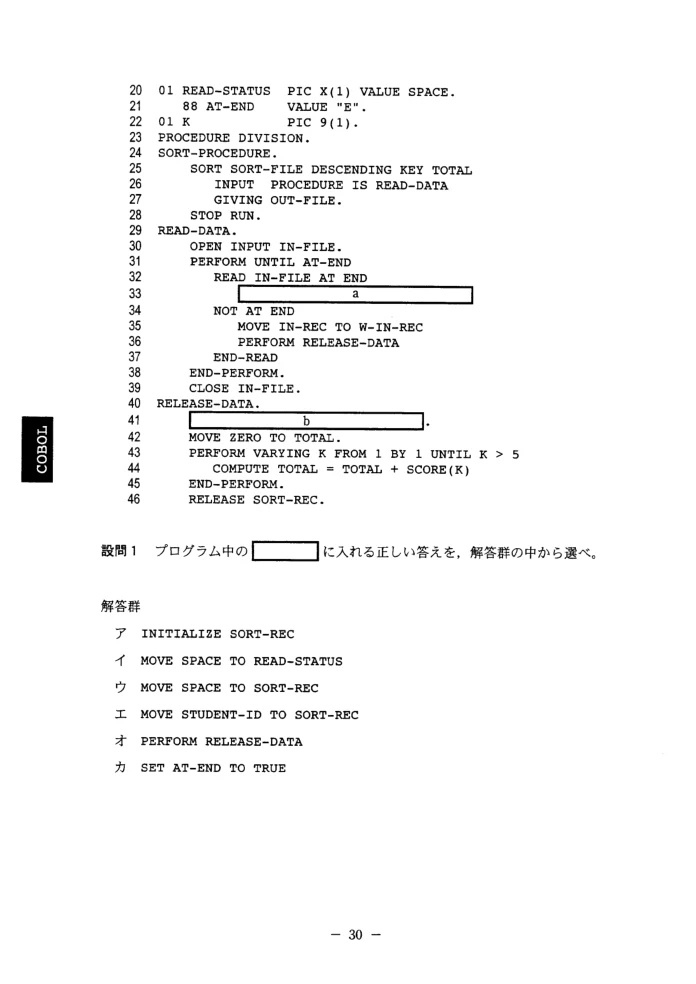 20 01 READ-STATUS PIC X(1) VALUE SPACE.
21 88 AT-END VALUE "E".
22 01 K PIC 9(1).
23 PROCEDURE DIVISION.
24 SORT-PROCEDURE.
25 SORT SORT-FILE DESCENDING KEY TOTAL
26 INPUT PROCEDURE IS READ-DATA
27 GIVING OUT-FILE.
28 STOP RUN.
29 READ-DATA.
30 OPEN INPUT IN-FILE.
31 PERFORM UNTIL AT-END
32 READ IN-FILE AT END
33 a
34 NOT AT END
35 MOVE IN-REC TO W-IN-REC
36 PERFORM RELEASE-DATA
37 END-READ
38 END-PERFORM.
39 CLOSE IN-FILE.
40 RELEASE-DATA.
41 b .
42 MOVE ZERO TO TOTAL.
43 PERFORM VARYING K FROM 1 BY 1 UNTIL K > 5
44 COMPUTE TOTAL = TOTAL + SCORE(K)
45 END-PERFORM.
46 RELEASE SORT-REC.
COBOL
設問1 プログラム中の に入れる正しい答えを，解答群の中から選べ。
解答群
ア INITIALIZE SORT-REC
イ MOVE SPACE TO READ-STATUS
ウ MOVE SPACE TO SORT-REC
エ MOVE STUDENT-ID TO SORT-REC
オ PERFORM RELEASE-DATA
カ SET AT-END TO TRUE
− 30 −